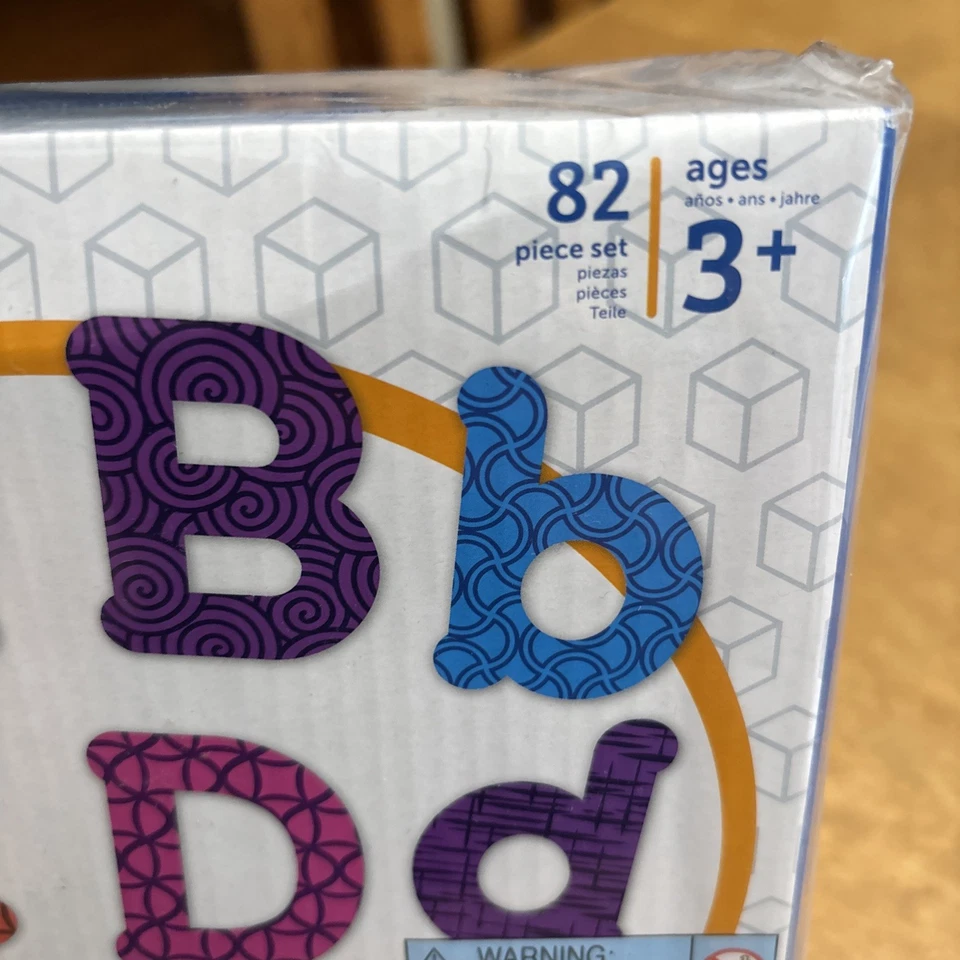 82
piece set
piezas
pièces
Teile
ages
años • ans • jahre
3+
B b
D d
WARNING: